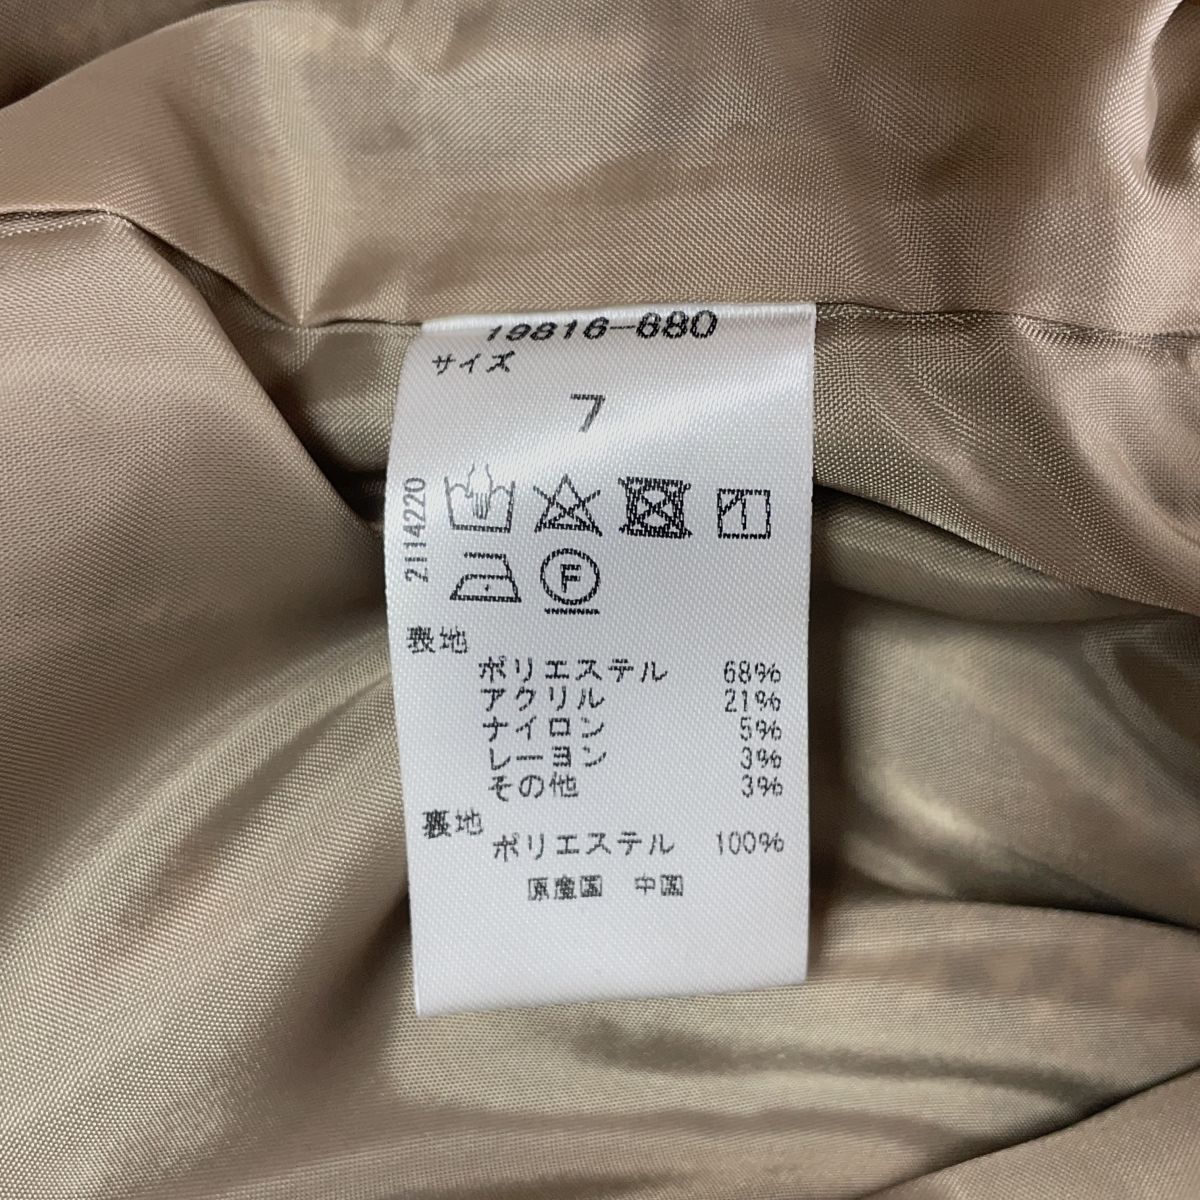 19816-680
サイズ
7
2114220
F
表地
ポリエステル 68%
アクリル 21%
ナイロン 5%
レーヨン 3%
その他 3%
裏地
ポリエステル 100%
原産国 中国